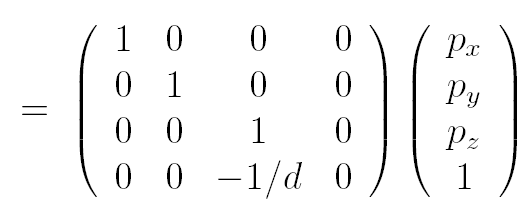 = ( 1 0 0 0 ) ( p_x )
0 1 0 0 p_y
0 0 1 0 p_z
0 0 -1/d 0 1